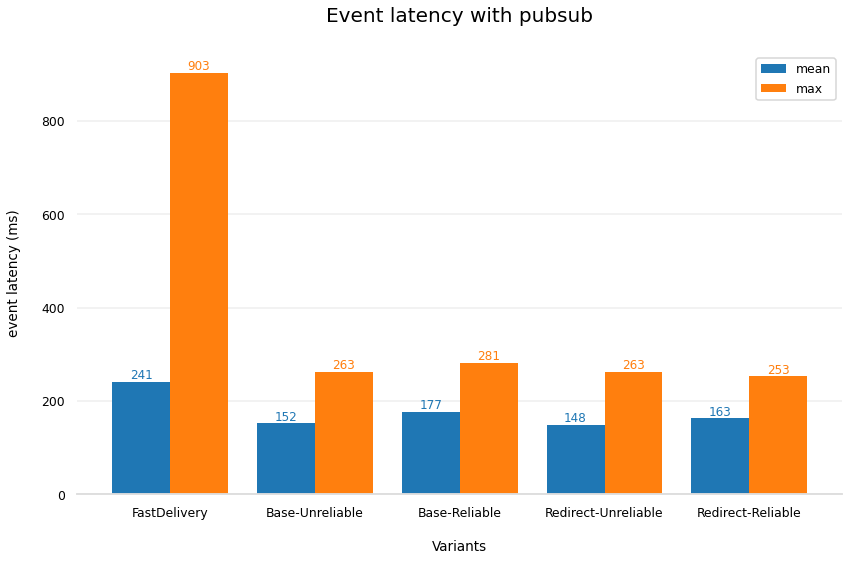 Event latency with pubsub
903
mean
max
800
600
event latency (ms)
400
263
281
263
253
241
200
152
177
148
163
0
FastDelivery
Base-Unreliable
Base-Reliable
Redirect-Unreliable
Redirect-Reliable
Variants